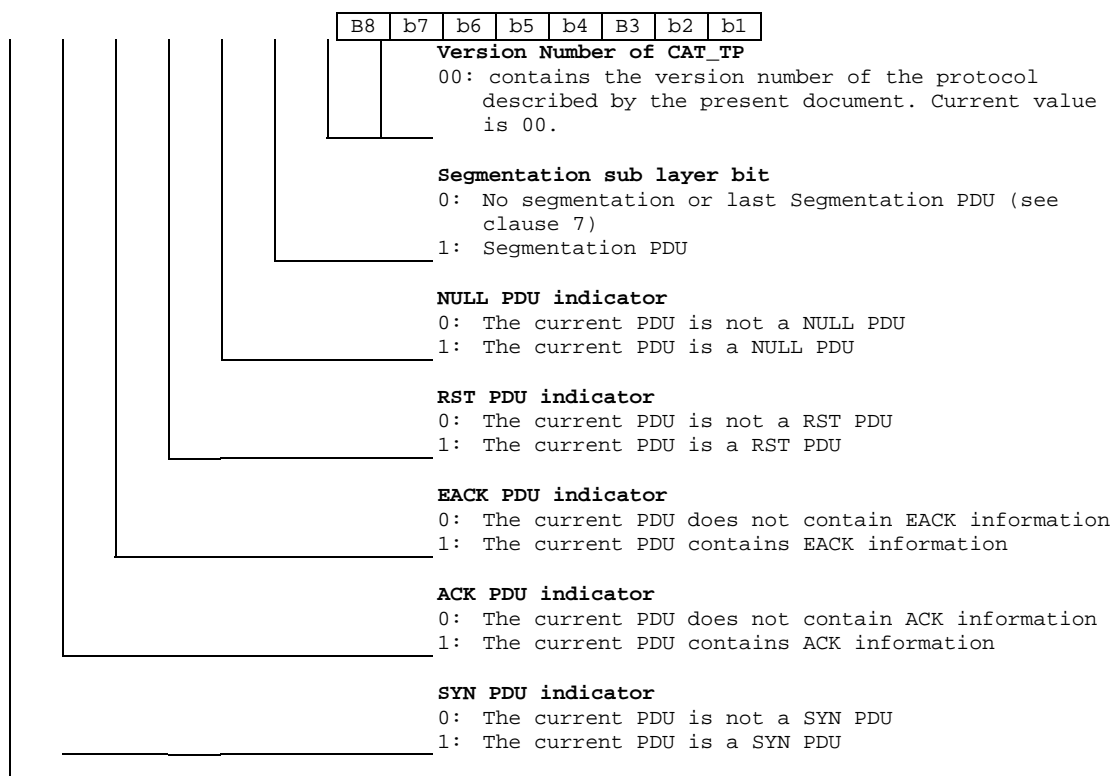 B8 b7 b6 b5 b4 B3 b2 b1
Version Number of CAT_TP
00: contains the version number of the protocol
described by the present document. Current value
is 00.
Segmentation sub layer bit
0: No segmentation or last Segmentation PDU (see
clause 7)
1: Segmentation PDU
NULL PDU indicator
0: The current PDU is not a NULL PDU
1: The current PDU is a NULL PDU
RST PDU indicator
0: The current PDU is not a RST PDU
1: The current PDU is a RST PDU
EACK PDU indicator
0: The current PDU does not contain EACK information
1: The current PDU contains EACK information
ACK PDU indicator
0: The current PDU does not contain ACK information
1: The current PDU contains ACK information
SYN PDU indicator
0: The current PDU is not a SYN PDU
1: The current PDU is a SYN PDU